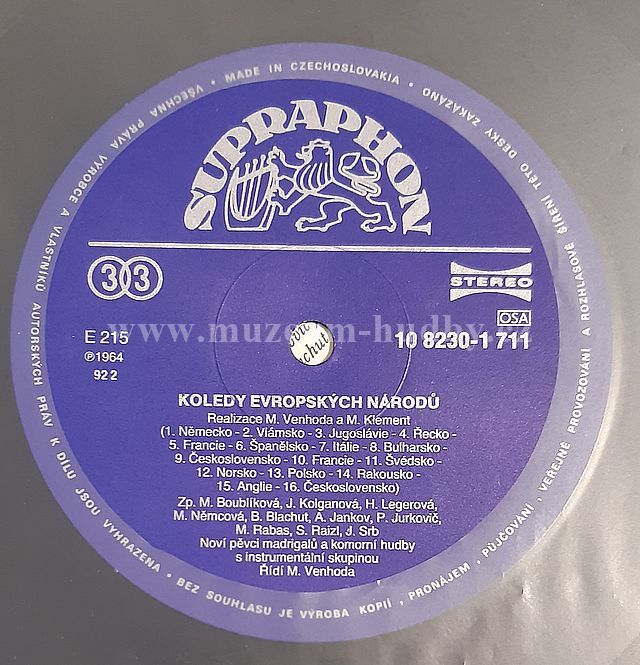 VŠECHNA PRÁVA VÝROBCE A VLASTNÍKŮ AUTORSKÝCH PRÁV K DÍLU JSOU VYHRAZENA • BEZ SOUHLASU JE VÝROBA KOPIÍ, PRONÁJEM, PŮJČOVÁNÍ, VEŘEJNÉ PROVOZOVÁNÍ A ROZHLASOVÉ ŠÍŘENÍ TÉTO DESKY ZAKÁZÁNO • MADE IN CZECHOSLOVAKIA •
SUPRAPHON
33
STEREO
OSA
E 215
10 8230-1 711
℗1964
92 2
chuť
www.muzeum-hudby.cz
KOLEDY EVROPSKÝCH NÁRODŮ
Realizace M. Venhoda a M. Klement
(1. Německo - 2. Vlámsko - 3. Jugoslávie - 4. Řecko -
5. Francie - 6. Španělsko - 7. Itálie - 8. Bulharsko -
9. Československo - 10. Francie - 11. Švédsko -
12. Norsko - 13. Polsko - 14. Rakousko -
15. Anglie - 16. Československo)
Zp. M. Boublíková, J. Kolganová, H. Legerová,
M. Němcová, B. Blachut, A. Jankov, P. Jurkovič,
M. Rabas, S. Raizl, J. Srb
Noví pěvci madrigalů a komorní hudby
s instrumentální skupinou
Řídí M. Venhoda